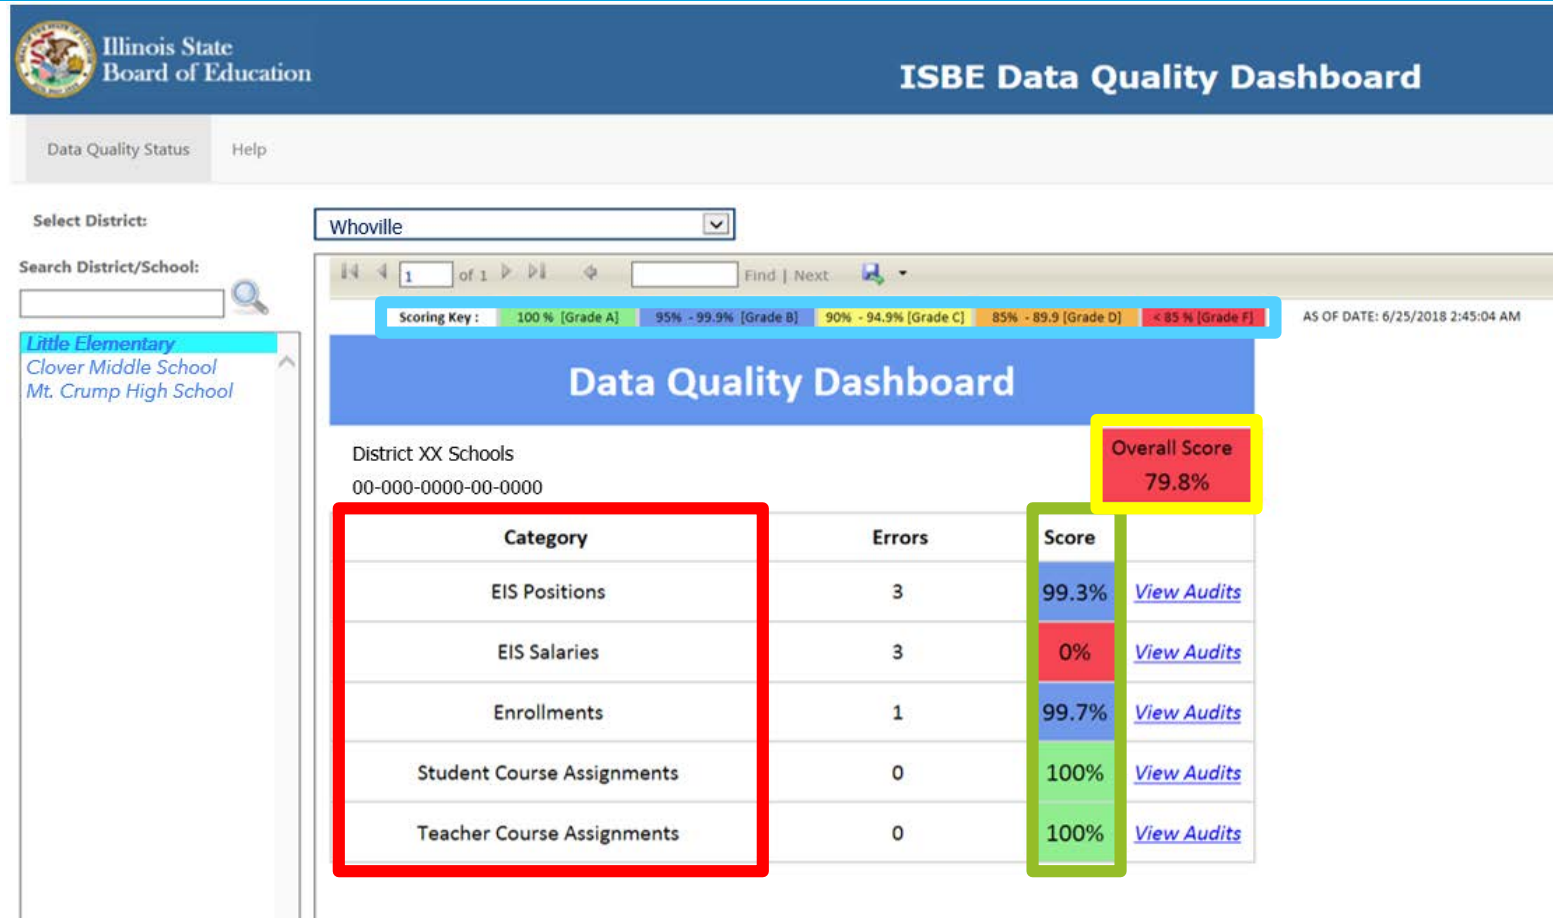 Illinois State
Board of Education
ISBE Data Quality Dashboard
Data Quality Status Help
Select District: Whoville
Search District/School:
1 of 1 Find | Next
Scoring Key : 100 % [Grade A] 95% - 99.9% [Grade B] 90% - 94.9% [Grade C] 85% - 89.9 [Grade D] < 85 % [Grade F] AS OF DATE: 6/25/2018 2:45:04 AM
Little Elementary
Clover Middle School
Mt. Crump High School
Data Quality Dashboard
District XX Schools
00-000-0000-00-0000
Overall Score
79.8%
Category Errors Score
EIS Positions 3 99.3% View Audits
EIS Salaries 3 0% View Audits
Enrollments 1 99.7% View Audits
Student Course Assignments 0 100% View Audits
Teacher Course Assignments 0 100% View Audits